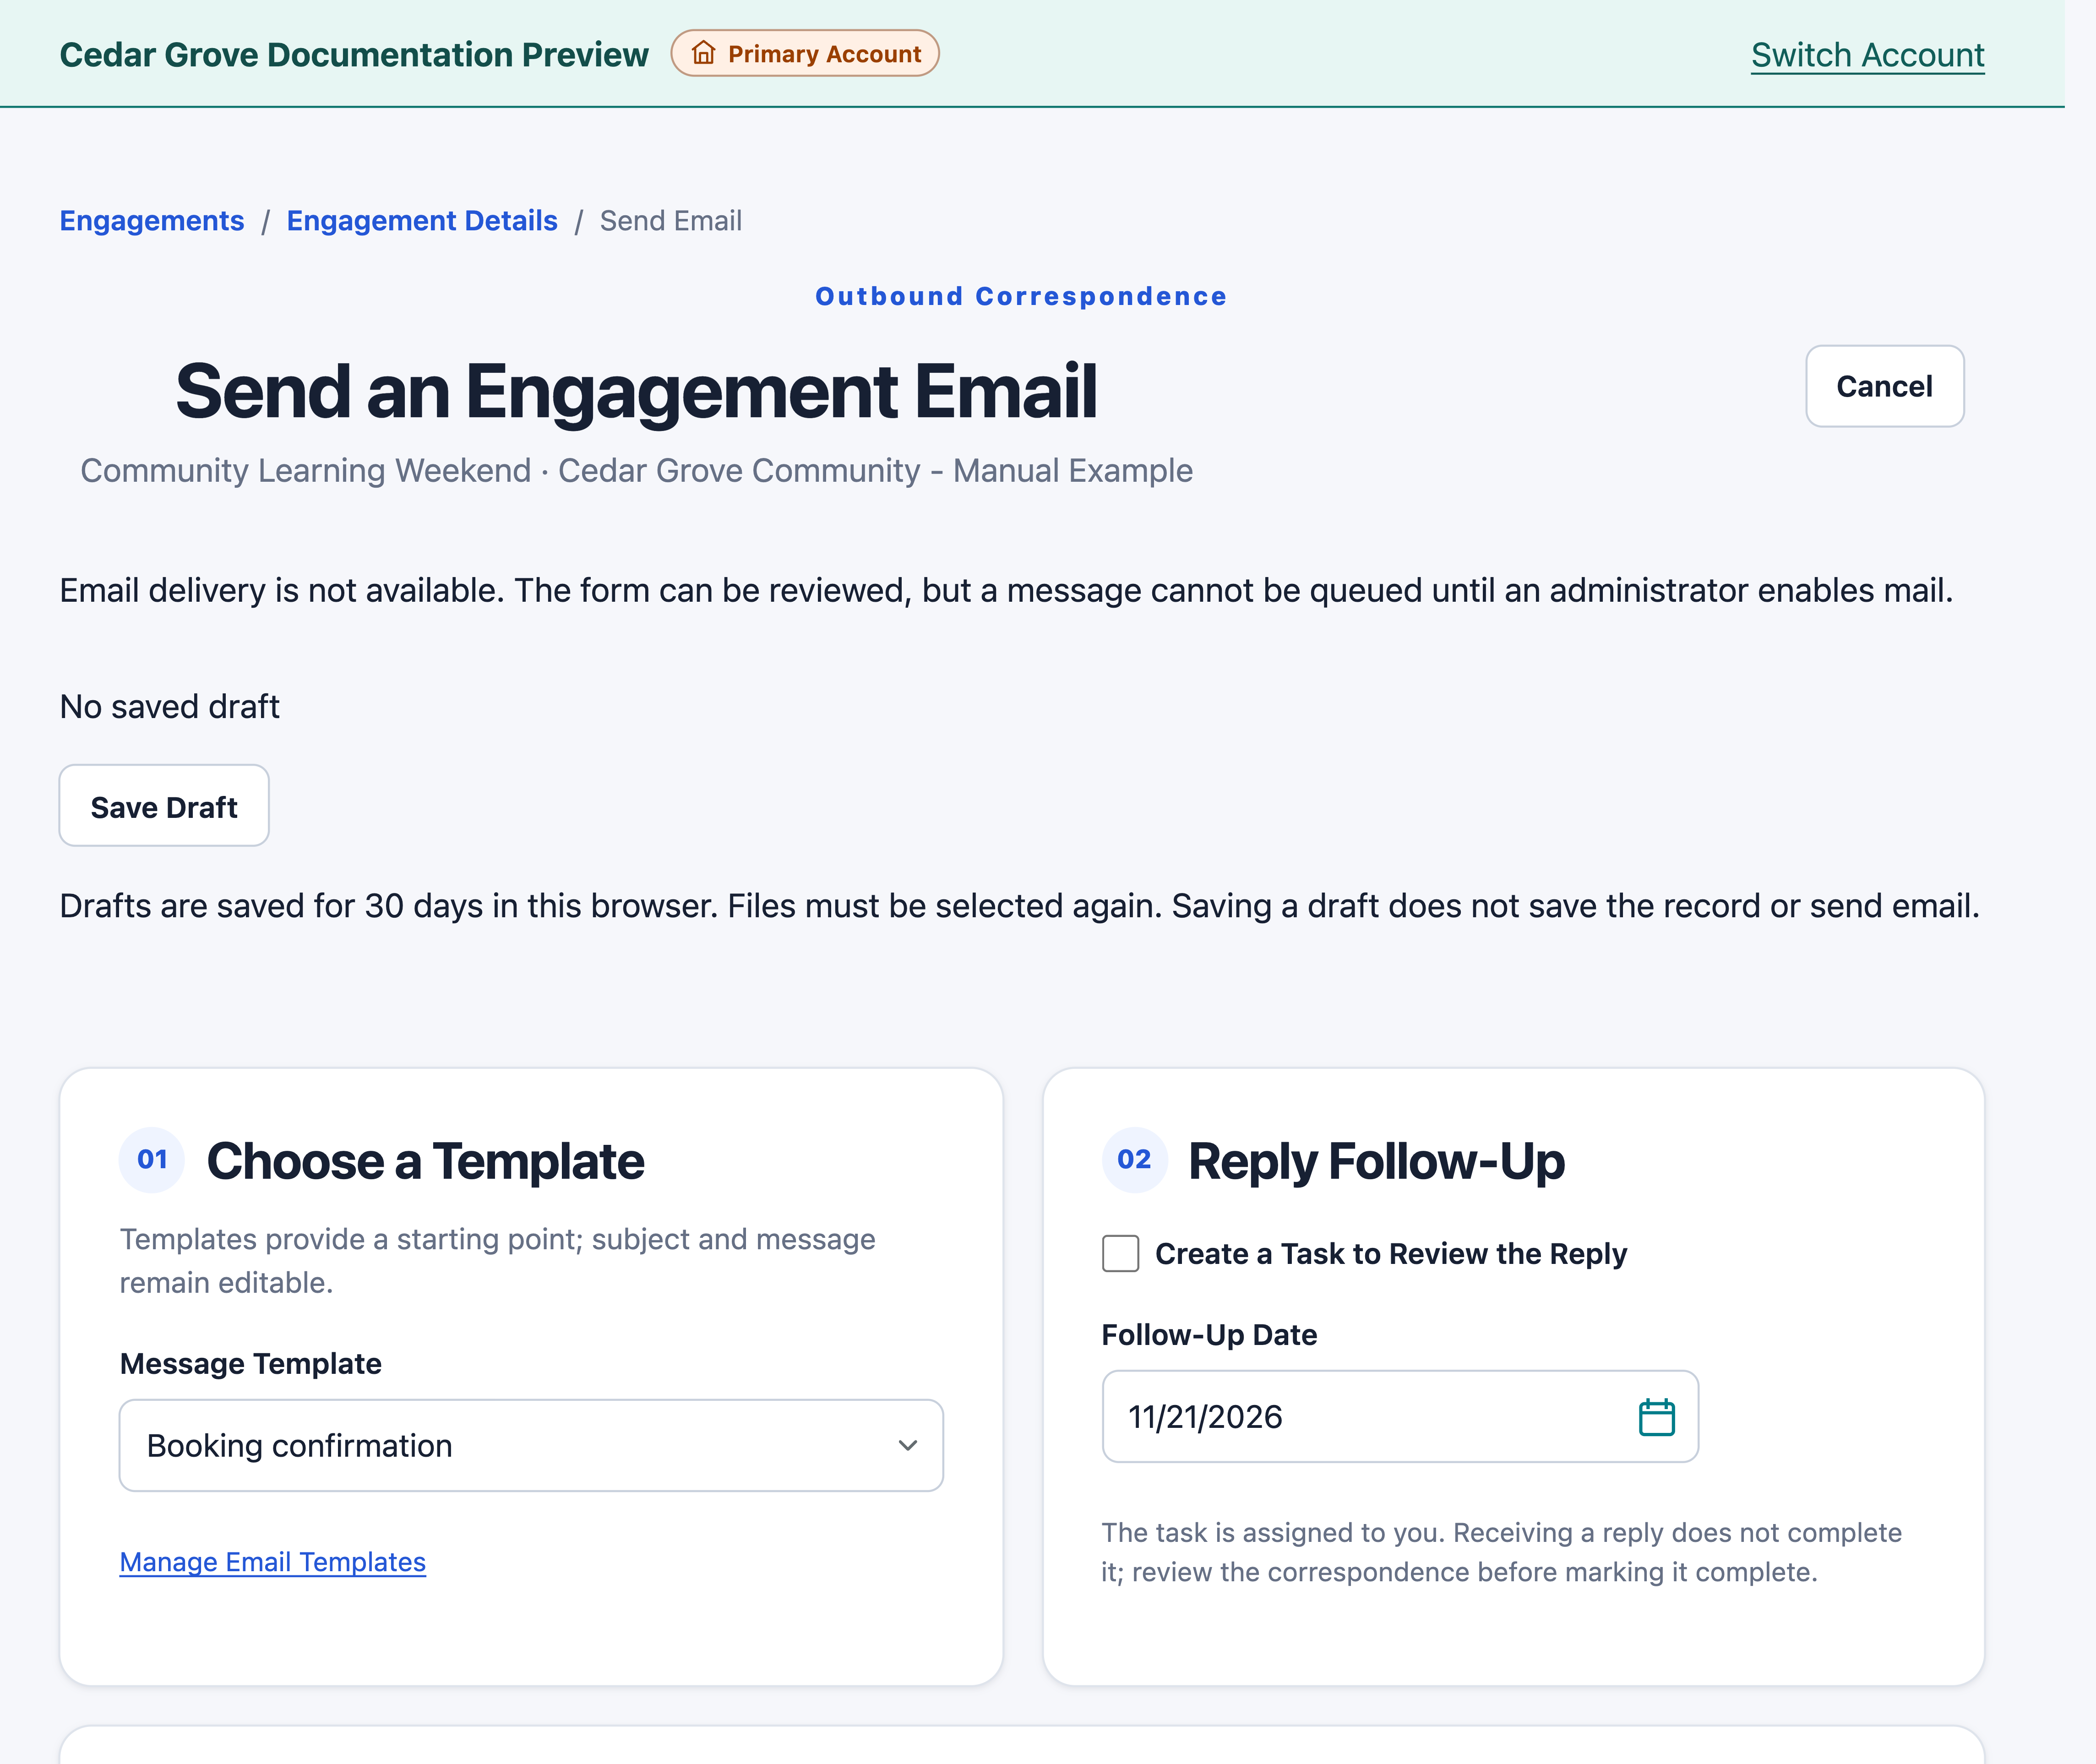 Cedar Grove Documentation Preview
Primary Account
Switch Account
Engagements / Engagement Details / Send Email
Outbound Correspondence
Send an Engagement Email
Cancel
Community Learning Weekend · Cedar Grove Community - Manual Example
Email delivery is not available. The form can be reviewed, but a message cannot be queued until an administrator enables mail.
No saved draft
Save Draft
Drafts are saved for 30 days in this browser. Files must be selected again. Saving a draft does not save the record or send email.
01 Choose a Template
Templates provide a starting point; subject and message
remain editable.
Message Template
Booking confirmation
Manage Email Templates
02 Reply Follow-Up
Create a Task to Review the Reply
Follow-Up Date
11/21/2026
The task is assigned to you. Receiving a reply does not complete
it; review the correspondence before marking it complete.